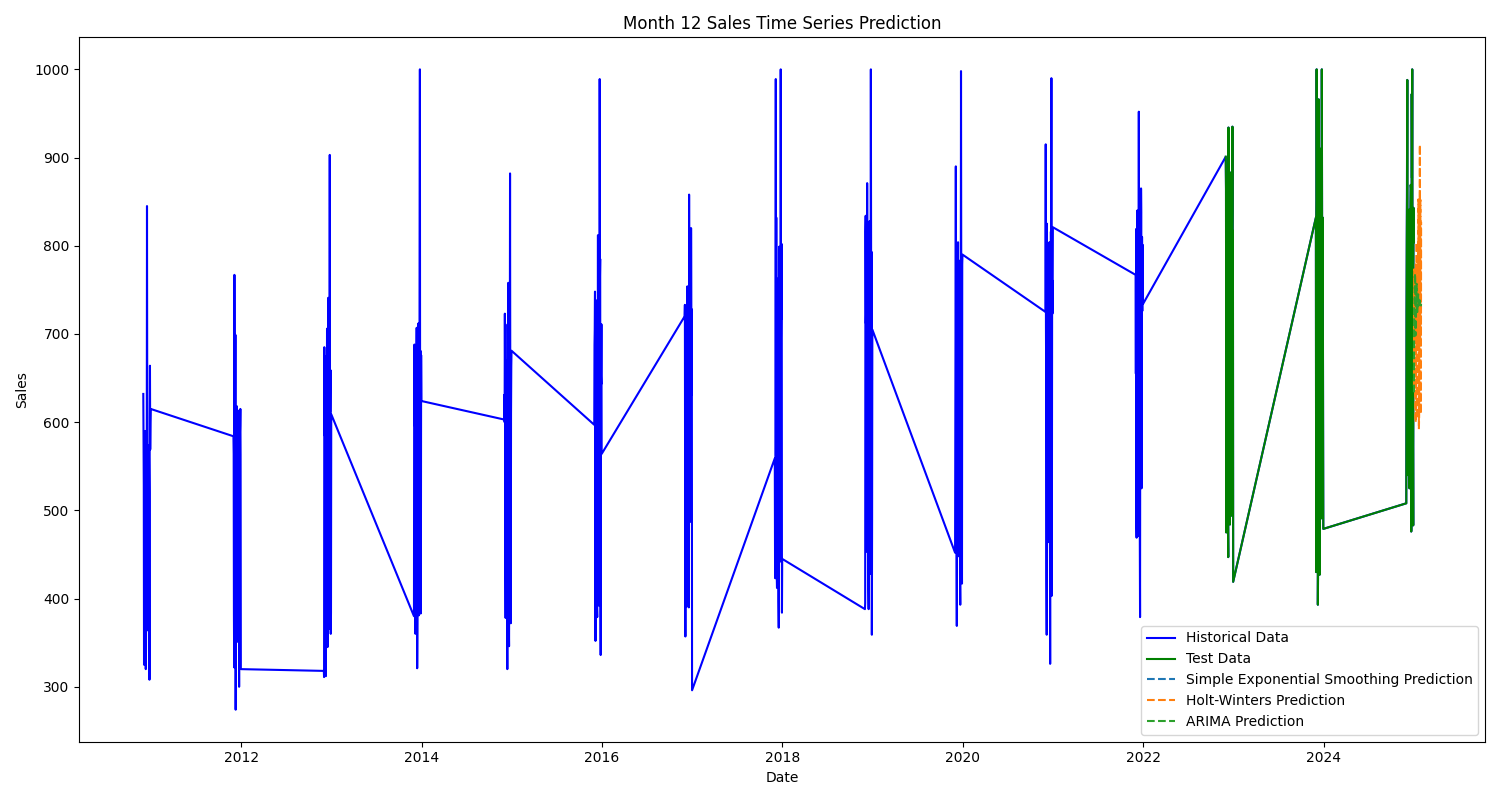 Month 12 Sales Time Series Prediction
Sales
1000
900
800
700
600
500
400
300
2012
2014
2016
2018
2020
2022
2024
Date
Historical Data
Test Data
Simple Exponential Smoothing Prediction
Holt-Winters Prediction
ARIMA Prediction